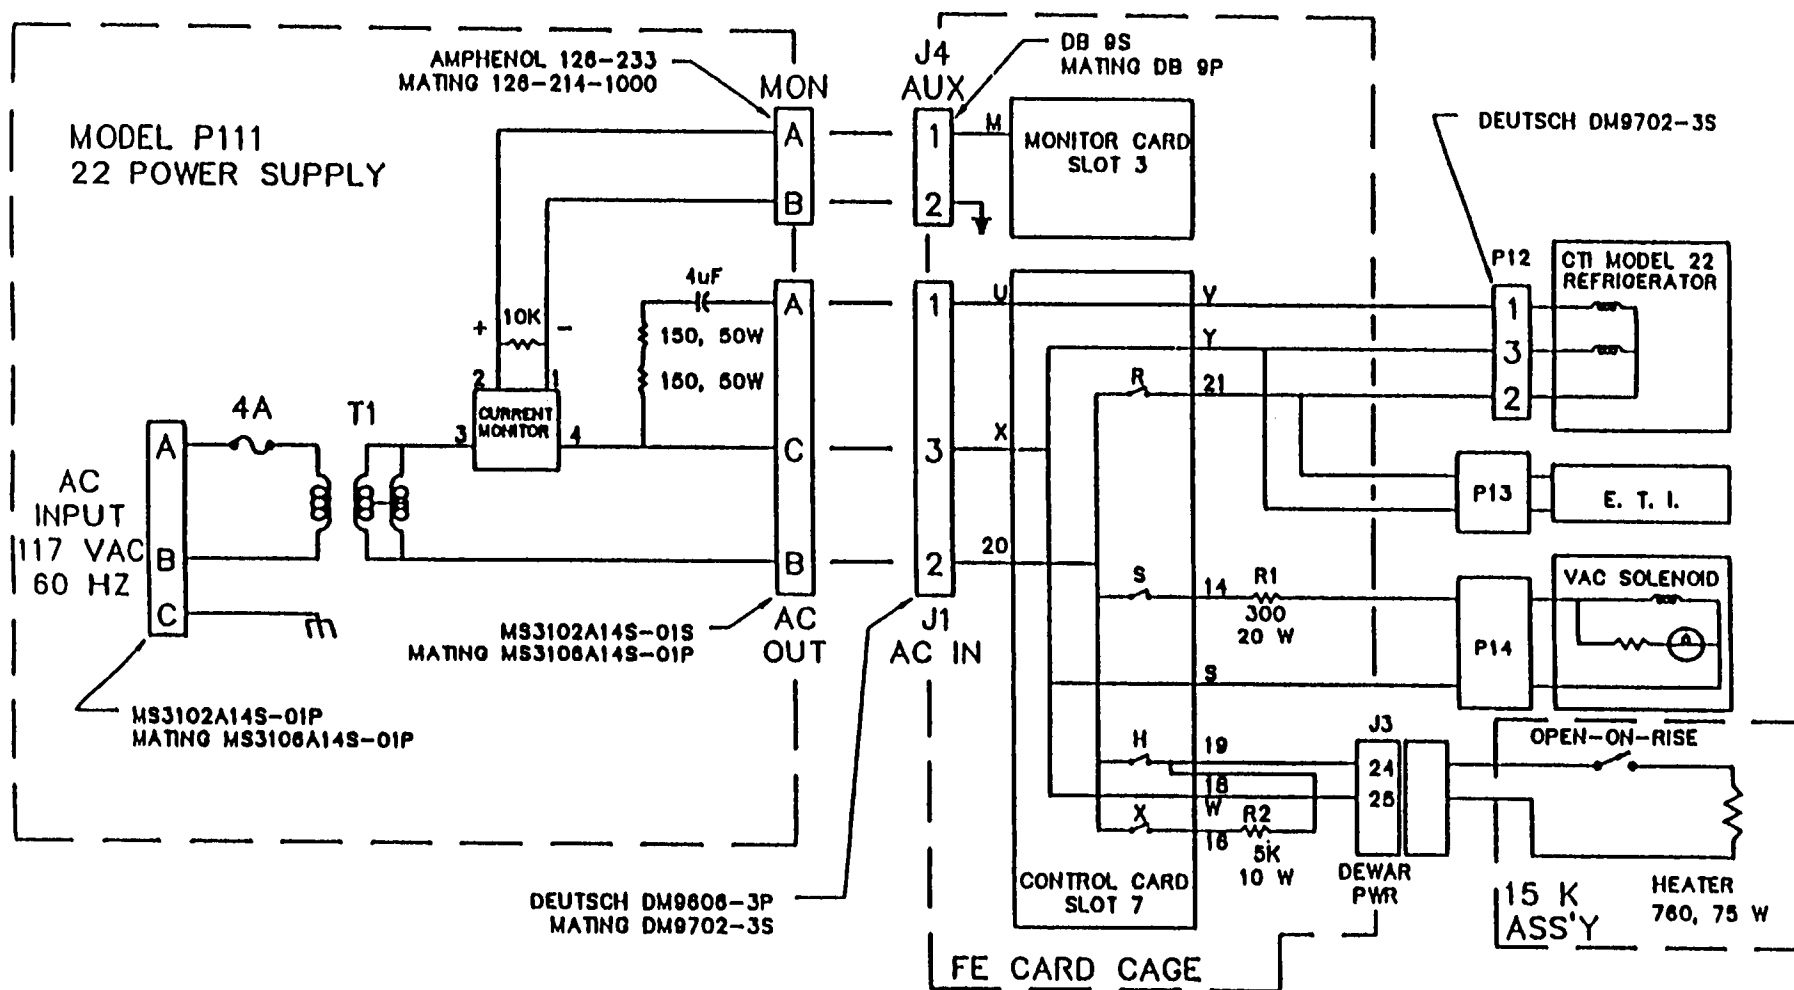 AMPHENOL 126-233
MATING 126-214-1000
MON
J4
AUX
DB 9S
MATING DB 9P
MODEL P111
22 POWER SUPPLY
A
B
1
2
M
MONITOR CARD
SLOT 3
DEUTSCH DM9702-3S
P12
CTI MODEL 22
REFRIGERATOR
4uF
A
1
U
V
1
+
10K
-
150, 50W
Y
3
150, 50W
2
1
R
21
2
4A
T1
CURRENT
MONITOR
3
4
A
C
3
X
P13
E. T. I.
AC
INPUT
117 VAC
60 HZ
B
C
B
2
20
S
14
R1
300
20 W
VAC SOLENOID
P14
AC
OUT
J1
AC IN
MS3102A14S-01S
MATING MS3106A14S-01P
S
MS3102A14S-01P
MATING MS3106A14S-01P
H
19
J3
24
25
OPEN-ON-RISE
18
W
X
16
R2
5K
10 W
DEWAR
PWR
CONTROL CARD
SLOT 7
DEUTSCH DM9606-3P
MATING DM9702-3S
15 K
ASS'Y
HEATER
760, 75 W
FE CARD CAGE